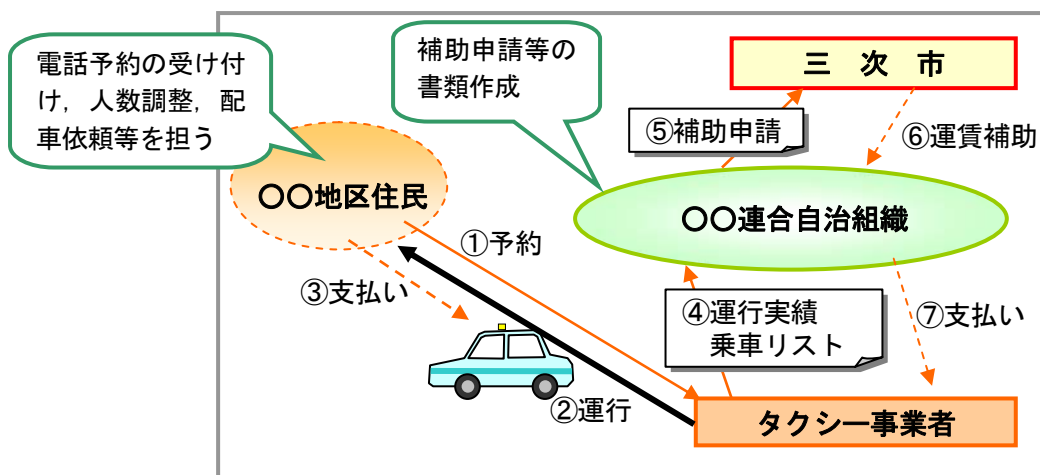 電話予約の受け付
け，人数調整，配
車依頼等を担う
補助申請等の
書類作成
三 次 市
⑤補助申請
⑥運賃補助
〇〇地区住民
〇〇連合自治組織
①予約
③支払い
④運行実績
乗車リスト
⑦支払い
②運行
タクシー事業者